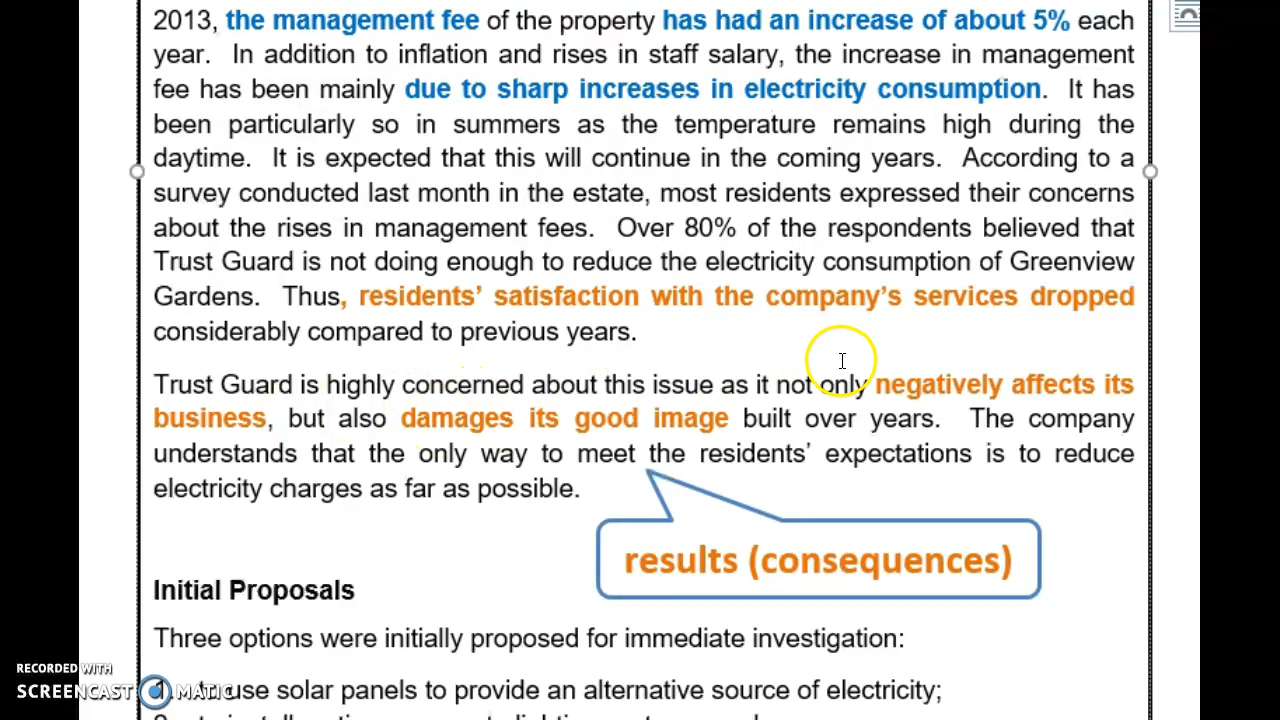 2013, the management fee of the property has had an increase of about 5% each
year. In addition to inflation and rises in staff salary, the increase in management
fee has been mainly due to sharp increases in electricity consumption. It has
been particularly so in summers as the temperature remains high during the
daytime. It is expected that this will continue in the coming years. According to a
survey conducted last month in the estate, most residents expressed their concerns
about the rises in management fees. Over 80% of the respondents believed that
Trust Guard is not doing enough to reduce the electricity consumption of Greenview
Gardens. Thus, residents' satisfaction with the company's services dropped
considerably compared to previous years.
Trust Guard is highly concerned about this issue as it not only negatively affects its
business, but also damages its good image built over years. The company
understands that the only way to meet the residents' expectations is to reduce
electricity charges as far as possible.
results (consequences)
Initial Proposals
Three options were initially proposed for immediate investigation:
use solar panels to provide an alternative source of electricity;
RECORDED WITH
SCREENCAST MATIC